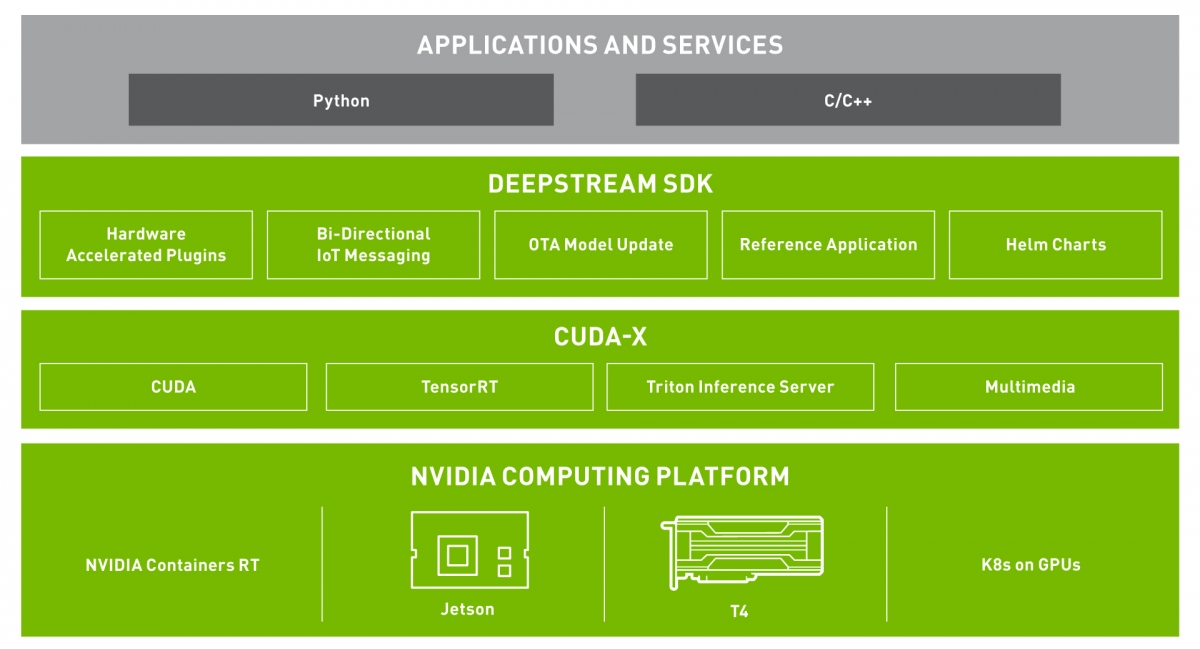 APPLICATIONS AND SERVICES
Python
C/C++
DEEPSTREAM SDK
Hardware
Accelerated Plugins
Bi-Directional
IoT Messaging
OTA Model Update
Reference Application
Helm Charts
CUDA-X
CUDA
TensorRT
Triton Inference Server
Multimedia
NVIDIA COMPUTING PLATFORM
NVIDIA Containers RT
Jetson
T4
K8s on GPUs